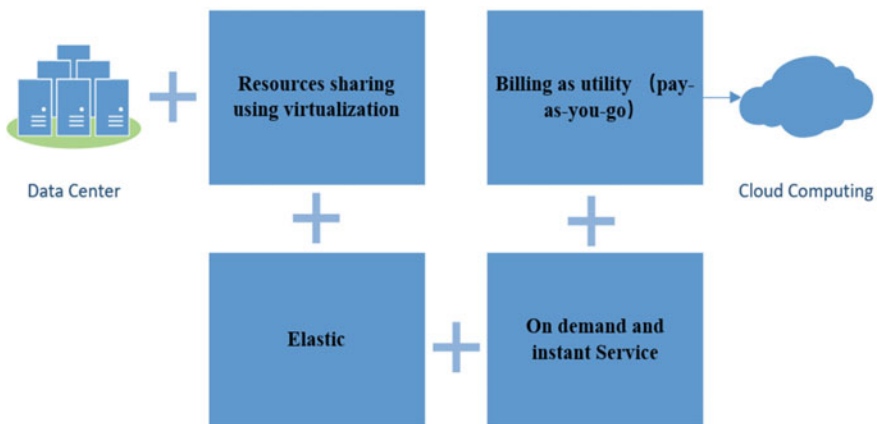 Resources sharing
using virtualization
Billing as utility （pay-
as-you-go）
Data Center
Cloud Computing
Elastic
On demand and
instant Service